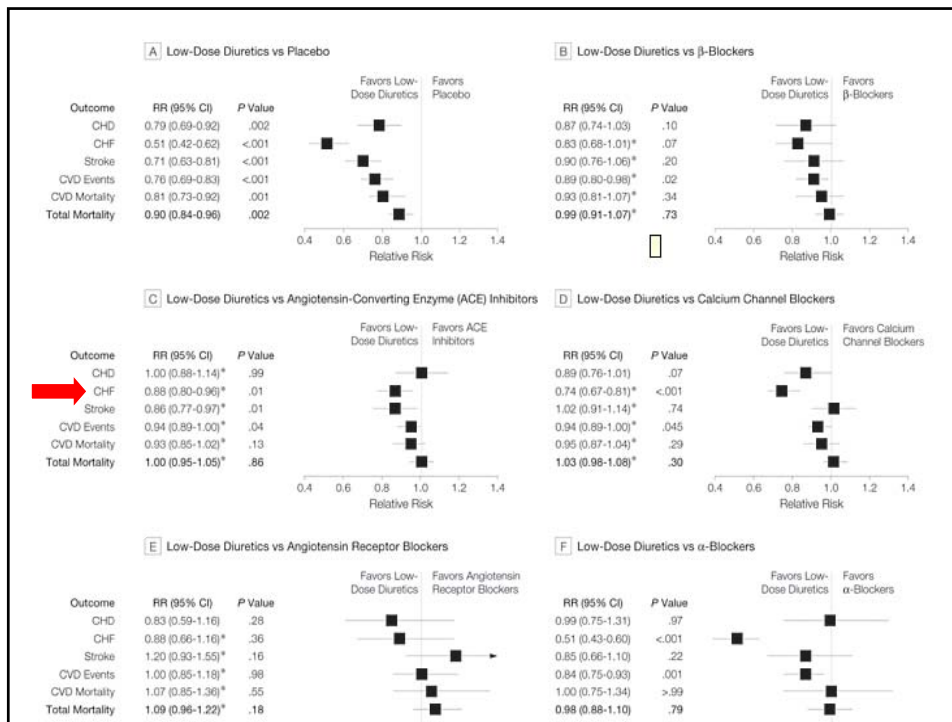 A Low-Dose Diuretics vs Placebo
Favors Low-Dose Diuretics Favors Placebo
Outcome RR (95% CI) P Value
CHD 0.79 (0.69-0.92) .002
CHF 0.51 (0.42-0.62) <.001
Stroke 0.71 (0.63-0.81) <.001
CVD Events 0.76 (0.69-0.83) <.001
CVD Mortality 0.81 (0.73-0.92) .001
Total Mortality 0.90 (0.84-0.96) .002
0.4 0.6 0.8 1.0 1.2 1.4
Relative Risk
B Low-Dose Diuretics vs β-Blockers
Favors Low-Dose Diuretics Favors β-Blockers
RR (95% CI) P Value
0.87 (0.74-1.03) .10
0.83 (0.68-1.01)* .07
0.90 (0.76-1.06)* .20
0.89 (0.80-0.98)* .02
0.93 (0.81-1.07)* .34
0.99 (0.91-1.07)* .73
0.4 0.6 0.8 1.0 1.2 1.4
Relative Risk
C Low-Dose Diuretics vs Angiotensin-Converting Enzyme (ACE) Inhibitors
Favors Low-Dose Diuretics Favors ACE Inhibitors
Outcome RR (95% CI) P Value
CHD 1.00 (0.88-1.14)* .99
CHF 0.88 (0.80-0.96)* .01
Stroke 0.86 (0.77-0.97)* .01
CVD Events 0.94 (0.89-1.00)* .04
CVD Mortality 0.93 (0.85-1.02)* .13
Total Mortality 1.00 (0.95-1.05)* .86
0.4 0.6 0.8 1.0 1.2 1.4
Relative Risk
D Low-Dose Diuretics vs Calcium Channel Blockers
Favors Low-Dose Diuretics Favors Calcium Channel Blockers
RR (95% CI) P Value
0.89 (0.76-1.01) .07
0.74 (0.67-0.81)* <.001
1.02 (0.91-1.14)* .74
0.94 (0.89-1.00)* .045
0.95 (0.87-1.04)* .29
1.03 (0.98-1.08)* .30
0.4 0.6 0.8 1.0 1.2 1.4
Relative Risk
E Low-Dose Diuretics vs Angiotensin Receptor Blockers
Favors Low-Dose Diuretics Favors Angiotensin Receptor Blockers
Outcome RR (95% CI) P Value
CHD 0.83 (0.59-1.16) .28
CHF 0.88 (0.66-1.16)* .36
Stroke 1.20 (0.93-1.55)* .16
CVD Events 1.00 (0.85-1.18)* .98
CVD Mortality 1.07 (0.85-1.36)* .55
Total Mortality 1.09 (0.96-1.22)* .18
F Low-Dose Diuretics vs α-Blockers
Favors Low-Dose Diuretics Favors α-Blockers
RR (95% CI) P Value
0.99 (0.75-1.31) .97
0.51 (0.43-0.60) <.001
0.85 (0.66-1.10) .22
0.84 (0.75-0.93) .001
1.00 (0.75-1.34) >.99
0.98 (0.88-1.10) .79